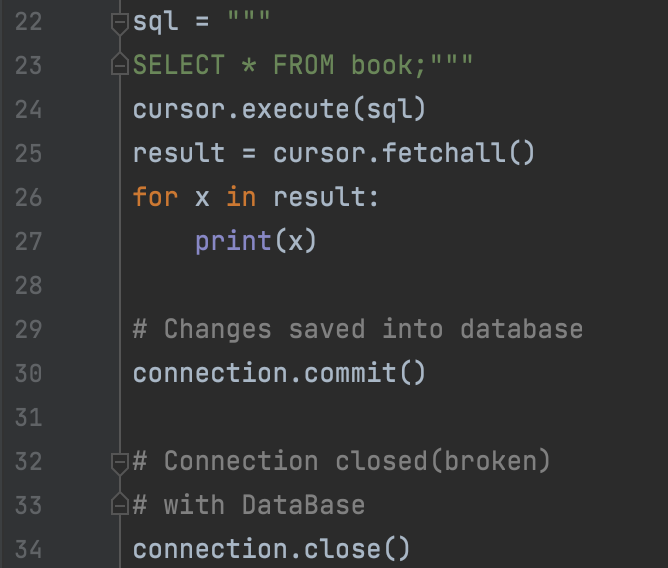 22 sql = """
23 SELECT * FROM book;"""
24 cursor.execute(sql)
25 result = cursor.fetchall()
26 for x in result:
27     print(x)
28
29 # Changes saved into database
30 connection.commit()
31
32 # Connection closed(broken)
33 # with DataBase
34 connection.close()